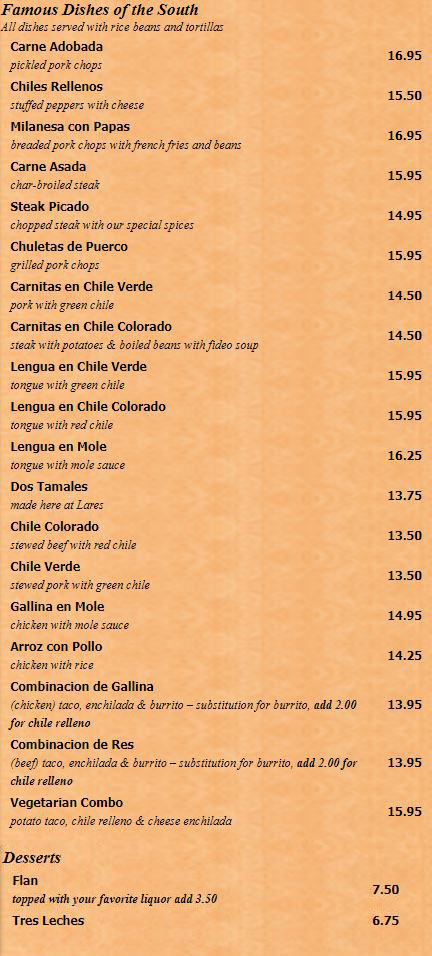 Famous Dishes of the South
All dishes served with rice beans and tortillas
Carne Adobada
pickled pork chops
16.95
Chiles Rellenos
stuffed peppers with cheese
15.50
Milanesa con Papas
breaded pork chops with french fries and beans
16.95
Carne Asada
char-broiled steak
15.95
Steak Picado
chopped steak with our special spices
14.95
Chuletas de Puerco
grilled pork chops
15.95
Carnitas en Chile Verde
pork with green chile
14.50
Carnitas en Chile Colorado
steak with potatoes & boiled beans with fideo soup
14.50
Lengua en Chile Verde
tongue with green chile
15.95
Lengua en Chile Colorado
tongue with red chile
15.95
Lengua en Mole
tongue with mole sauce
16.25
Dos Tamales
made here at Lares
13.75
Chile Colorado
stewed beef with red chile
13.50
Chile Verde
stewed pork with green chile
13.50
Gallina en Mole
chicken with mole sauce
14.95
Arroz con Pollo
chicken with rice
14.25
Combinacion de Gallina
(chicken) taco, enchilada & burrito – substitution for burrito, add 2.00
for chile relleno
13.95
Combinacion de Res
(beef) taco, enchilada & burrito – substitution for burrito, add 2.00 for
chile relleno
13.95
Vegetarian Combo
potato taco, chile relleno & cheese enchilada
15.95
Desserts
Flan
topped with your favorite liquor add 3.50
7.50
Tres Leches
6.75